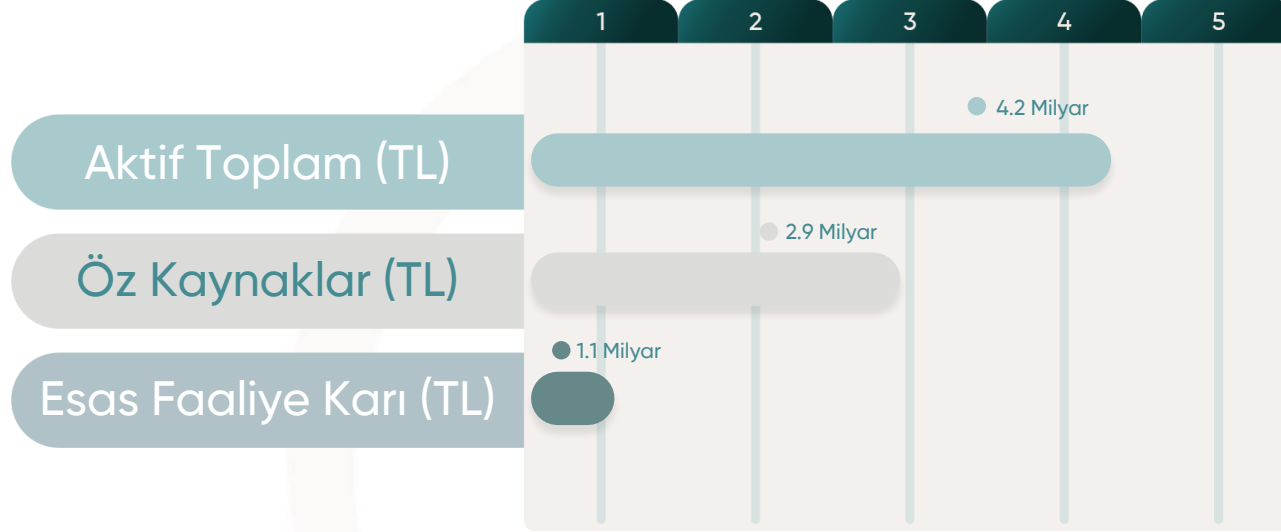 1 2 3 4 5
4.2 Milyar
Aktif Toplam (TL)
2.9 Milyar
Öz Kaynaklar (TL)
1.1 Milyar
Esas Faaliye Karı (TL)